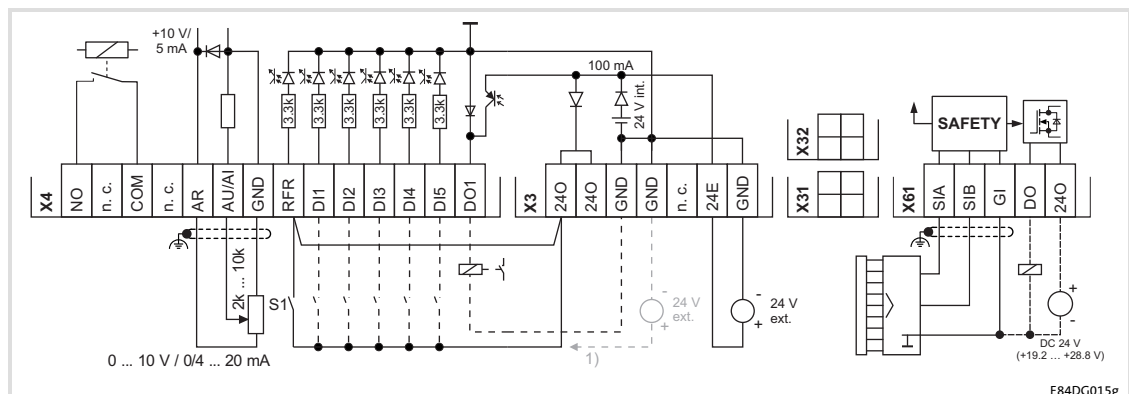 +10 V/
5 mA
100 mA
3.3k
3.3k
3.3k
3.3k
3.3k
3.3k
24 V int.
SAFETY
X4
NO
n. c.
COM
n. c.
AR
AU/AI
GND
RFR
DI1
DI2
DI3
DI4
DI5
DO1
X3
24O
24O
GND
GND
n. c.
24E
GND
X32
X31
X61
SIA
SIB
GI
DO
24O
2k ... 10k
S1
-
24 V
ext.
+
-
24 V
ext.
+
1)
0 ... 10 V / 0/4 ... 20 mA
+
-
DC 24 V
(+19.2 ... +28.8 V)
E84DG015g